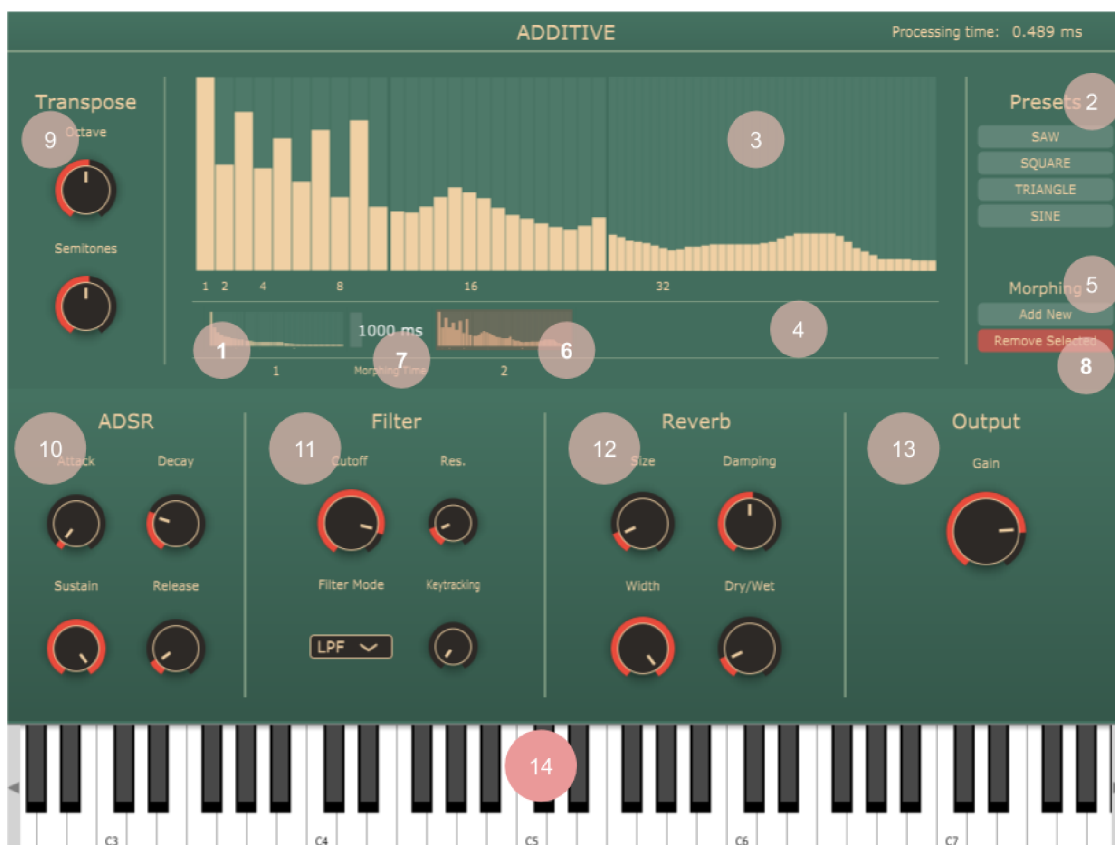 ADDITIVE
Processing time: 0.489 ms
Transpose
9
Octave
Semitones
3
1 2 4 8 16 32
Presets
2
SAW
SQUARE
TRIANGLE
SINE
1
1000 ms
7
6
4
1
Morphing Time
2
Morphing
5
Add New
Remove Selected
8
ADSR
10
Attack
Decay
Sustain
Release
Filter
11
Cutoff
Res.
Filter Mode
Keytracking
LPF
Reverb
12
Size
Damping
Width
Dry/Wet
Output
13
Gain
14
C3 C4 C5 C6 C7